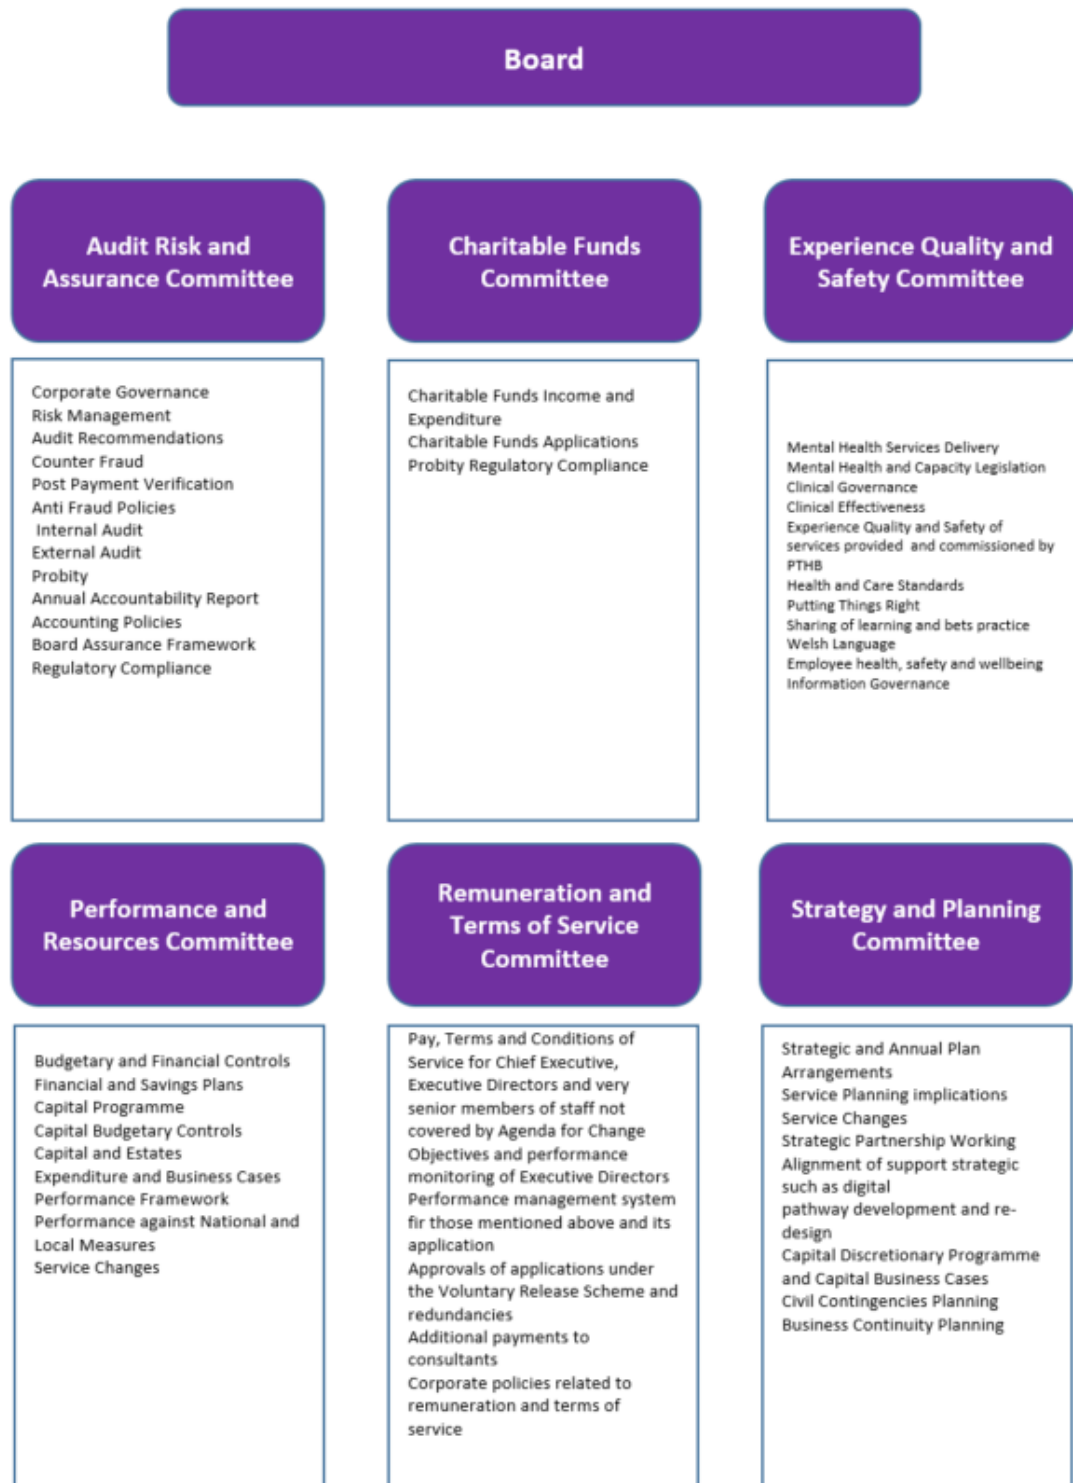 Board
Audit Risk and
Assurance Committee
Charitable Funds
Committee
Experience Quality and
Safety Committee
Corporate Governance
Risk Management
Audit Recommendations
Counter Fraud
Post Payment Verification
Anti Fraud Policies
Internal Audit
External Audit
Probity
Annual Accountability Report
Accounting Policies
Board Assurance Framework
Regulatory Compliance
Charitable Funds Income and
Expenditure
Charitable Funds Applications
Probity Regulatory Compliance
Mental Health Services Delivery
Mental Health and Capacity Legislation
Clinical Governance
Clinical Effectiveness
Experience Quality and Safety of
services provided and commissioned by
PTHB
Health and Care Standards
Putting Things Right
Sharing of learning and bets practice
Welsh Language
Employee health, safety and wellbeing
Information Governance
Performance and
Resources Committee
Remuneration and
Terms of Service
Committee
Strategy and Planning
Committee
Budgetary and Financial Controls
Financial and Savings Plans
Capital Programme
Capital Budgetary Controls
Capital and Estates
Expenditure and Business Cases
Performance Framework
Performance against National and
Local Measures
Service Changes
Pay, Terms and Conditions of
Service for Chief Executive,
Executive Directors and very
senior members of staff not
covered by Agenda for Change
Objectives and performance
monitoring of Executive Directors
Performance management system
fir those mentioned above and its
application
Approvals of applications under
the Voluntary Release Scheme and
redundancies
Additional payments to
consultants
Corporate policies related to
remuneration and terms of
service
Strategic and Annual Plan
Arrangements
Service Planning implications
Service Changes
Strategic Partnership Working
Alignment of support strategic
such as digital
pathway development and re-
design
Capital Discretionary Programme
and Capital Business Cases
Civil Contingencies Planning
Business Continuity Planning